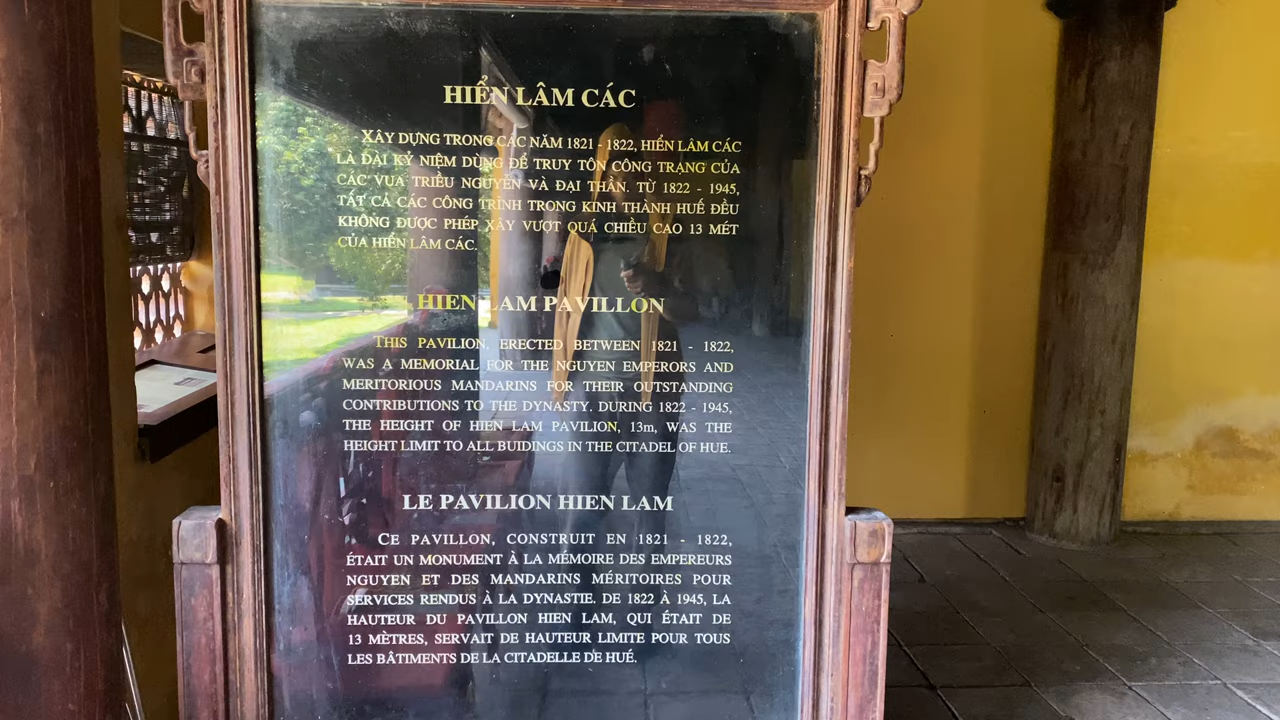 HIỂN LÂM CÁC
XÂY DỰNG TRONG CÁC NĂM 1821 - 1822, HIỂN LÂM CÁC
LÀ ĐÀI KỶ NIỆM DÙNG ĐỂ TRUY TÔN CÔNG TRẠNG CỦA
CÁC VUA TRIỀU NGUYỄN VÀ ĐẠI THẦN. TỪ 1822 - 1945,
TẤT CẢ CÁC CÔNG TRÌNH TRONG KINH THÀNH HUẾ ĐỀU
KHÔNG ĐƯỢC PHÉP XÂY VƯỢT QUÁ CHIỀU CAO 13 MÉT
CỦA HIỂN LÂM CÁC.
HIEN LAM PAVILLON
THIS PAVILION, ERECTED BETWEEN 1821 - 1822,
WAS A MEMORIAL FOR THE NGUYEN EMPERORS AND
MERITORIOUS MANDARINS FOR THEIR OUTSTANDING
CONTRIBUTIONS TO THE DYNASTY. DURING 1822 - 1945,
THE HEIGHT OF HIEN LAM PAVILION, 13m, WAS THE
HEIGHT LIMIT TO ALL BUIDINGS IN THE CITADEL OF HUE.
LE PAVILION HIEN LAM
CE PAVILLON, CONSTRUIT EN 1821 - 1822,
ÉTAIT UN MONUMENT À LA MÉMOIRE DES EMPEREURS
NGUYEN ET DES MANDARINS MÉRITOIRES POUR
SERVICES RENDUS À LA DYNASTIE. DE 1822 À 1945, LA
HAUTEUR DU PAVILLON HIEN LAM, QUI ÉTAIT DE
13 MÈTRES, SERVAIT DE HAUTEUR LIMITE POUR TOUS
LES BÂTIMENTS DE LA CITADELLE DE HUÉ.